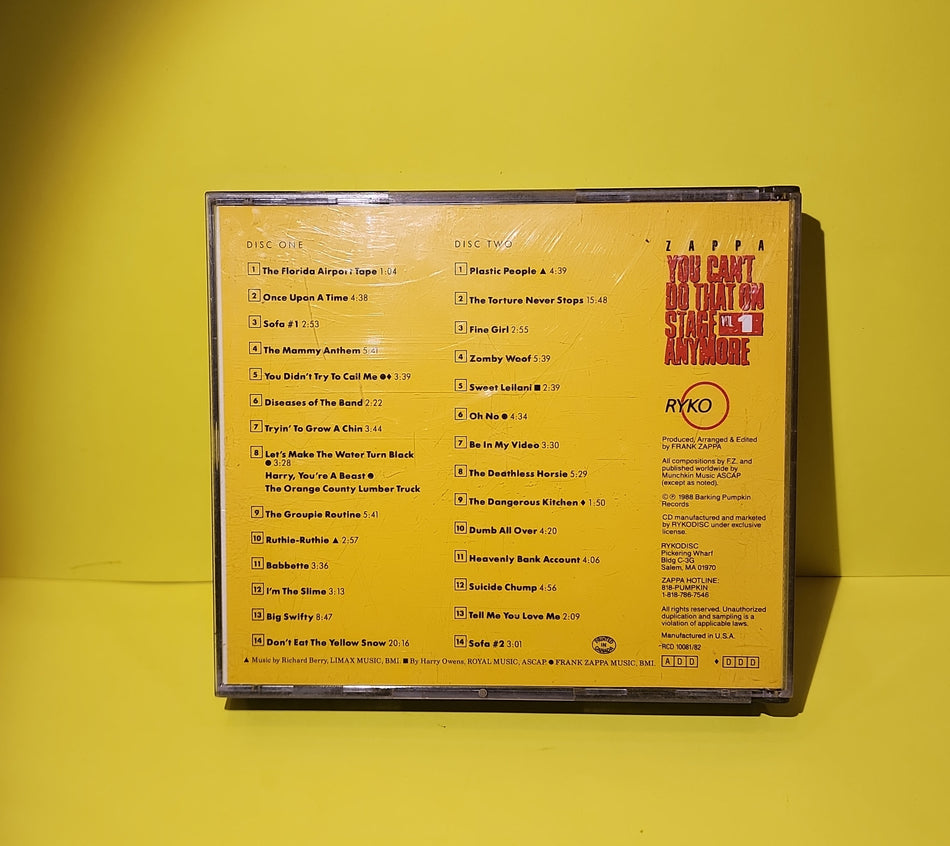 DISC ONE
1 The Florida Airport Tape 1:04
2 Once Upon A Time 4:38
3 Sofa #1 2:53
4 The Mammy Anthem 5:41
5 You Didn't Try To Call Me ●♦ 3:39
6 Diseases of The Band 2:22
7 Tryin' To Grow A Chin 3:44
8 Let's Make The Water Turn Black
● 3:28
Harry, You're A Beast ●
The Orange County Lumber Truck
9 The Groupie Routine 5:41
10 Ruthie-Ruthie ▲ 2:57
11 Babbette 3:36
12 I'm The Slime 3:13
13 Big Swifty 8:47
14 Don't Eat The Yellow Snow 20:16
DISC TWO
1 Plastic People ▲ 4:39
2 The Torture Never Stops 15:48
3 Fine Girl 2:55
4 Zomby Woof 5:39
5 Sweet Leilani ■ 2:39
6 Oh No ● 4:34
7 Be In My Video 3:30
8 The Deathless Horsie 5:29
9 The Dangerous Kitchen ♦ 1:50
10 Dumb All Over 4:20
11 Heavenly Bank Account 4:06
12 Suicide Chump 4:56
13 Tell Me You Love Me 2:09
14 Sofa #2 3:01
PRINTED
IN
CANADA
▲ Music by Richard Berry, LIMAX MUSIC, BMI. ■ By Harry Owens, ROYAL MUSIC, ASCAP. ● FRANK ZAPPA MUSIC, BMI.
ZAPPA
YOU CAN'T
DO THAT ON
STAGE VOL 1
ANYMORE
RYKO
Produced, Arranged & Edited
by FRANK ZAPPA
All compositions by F.Z. and
published worldwide by
Munchkin Music ASCAP
(except as noted).
© ℗ 1988 Barking Pumpkin
Records
CD manufactured and marketed
by RYKODISC under exclusive
license.
RYKODISC
Pickering Wharf
Bldg C-3G
Salem, MA 01970
ZAPPA HOTLINE:
818-PUMPKIN
1-818-786-7546
All rights reserved. Unauthorized
duplication and sampling is a
violation of applicable laws.
Manufactured in U.S.A.
RCD 10081/82
A D D ♦ D D D